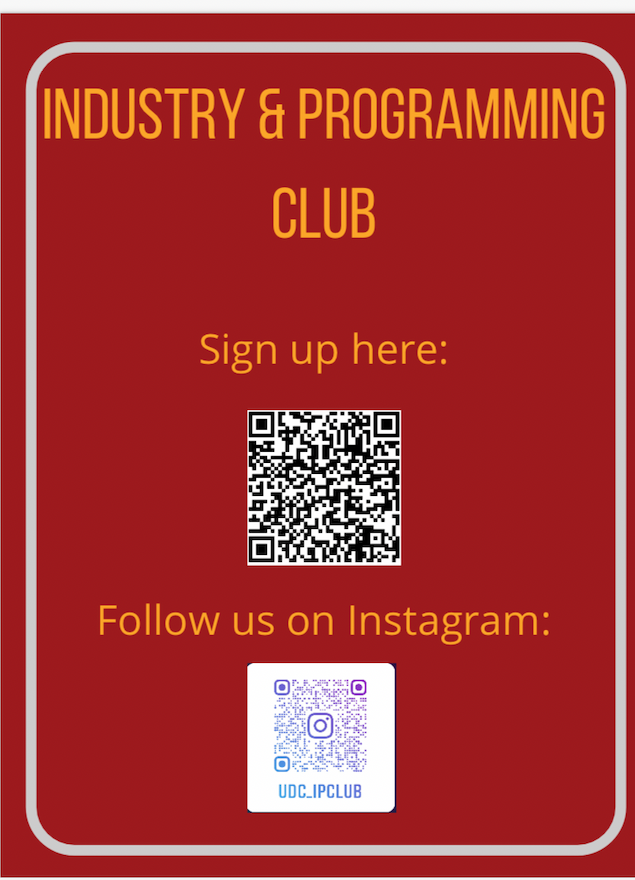 INDUSTRY & PROGRAMMING
CLUB
Sign up here:
Follow us on Instagram:
UDC_IPCLUB